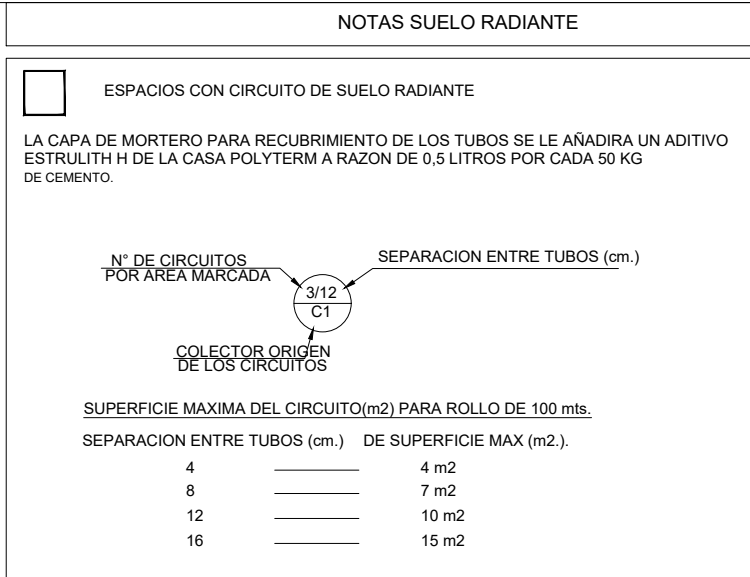 NOTAS SUELO RADIANTE
ESPACIOS CON CIRCUITO DE SUELO RADIANTE
LA CAPA DE MORTERO PARA RECUBRIMIENTO DE LOS TUBOS SE LE AÑADIRA UN ADITIVO
ESTRULITH H DE LA CASA POLYTERM A RAZON DE 0,5 LITROS POR CADA 50 KG
DE CEMENTO.
N° DE CIRCUITOS
POR AREA MARCADA
SEPARACION ENTRE TUBOS (cm.)
3/12
C1
COLECTOR ORIGEN
DE LOS CIRCUITOS
SUPERFICIE MAXIMA DEL CIRCUITO(m2) PARA ROLLO DE 100 mts.
SEPARACION ENTRE TUBOS (cm.) DE SUPERFICIE MAX (m2.).
4 4 m2
8 7 m2
12 10 m2
16 15 m2